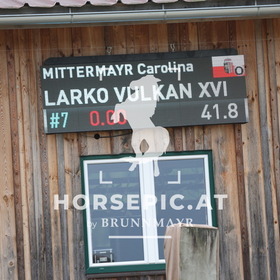 MITTERMAYR Carolina
LARKO VULKAN XVI
#7 0.00 41.8
HORSEPIC.AT
by BRUNNMAYR